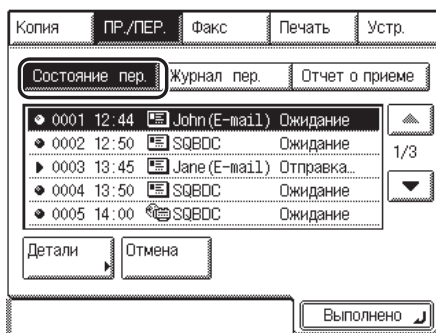 Копия ПР./ПЕР. Факс Печать Устр.
Состояние пер. Журнал пер. Отчет о приеме
0001 12:44 John(E-mail) Ожидание
0002 12:50 SQBDC Ожидание
0003 13:45 Jane(E-mail) Отправка...
0004 13:50 SQBDC Ожидание
0005 14:00 SQBDC Ожидание
1/3
Детали Отмена
Выполнено